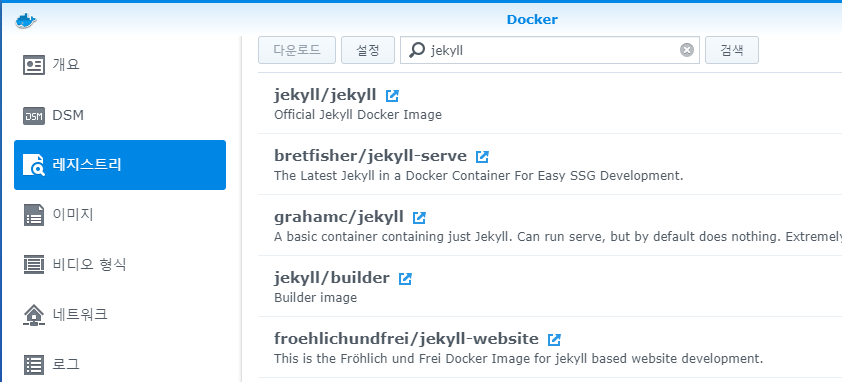 Docker
다운로드 설정 jekyll 검색
개요
DSM
레지스트리
이미지
비디오 형식
네트워크
로그
jekyll/jekyll
Official Jekyll Docker Image
bretfisher/jekyll-serve
The Latest Jekyll in a Docker Container For Easy SSG Development.
grahamc/jekyll
A basic container containing just Jekyll. Can run serve, but by default does nothing. Extremely
jekyll/builder
Builder image
froehlichundfrei/jekyll-website
This is the Fröhlich und Frei Docker Image for jekyll based website development.